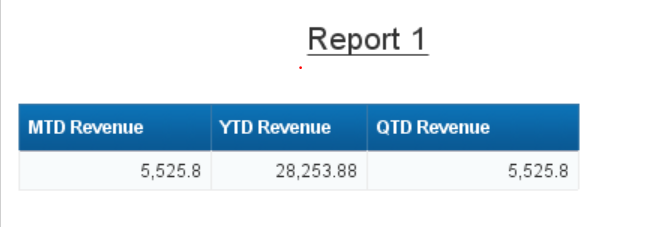 Report 1
MTD Revenue YTD Revenue QTD Revenue
5,525.8 28,253.88 5,525.8